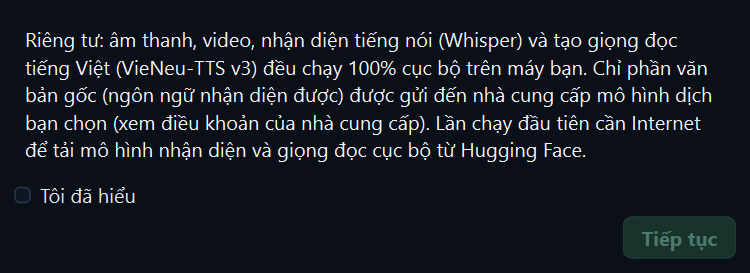 Riêng tư: âm thanh, video, nhận diện tiếng nói (Whisper) và tạo giọng đọc
tiếng Việt (VieNeu-TTS v3) đều chạy 100% cục bộ trên máy bạn. Chỉ phần văn
bản gốc (ngôn ngữ nhận diện được) được gửi đến nhà cung cấp mô hình dịch
bạn chọn (xem điều khoản của nhà cung cấp). Lần chạy đầu tiên cần Internet
để tải mô hình nhận diện và giọng đọc cục bộ từ Hugging Face.
Tôi đã hiểu
Tiếp tục